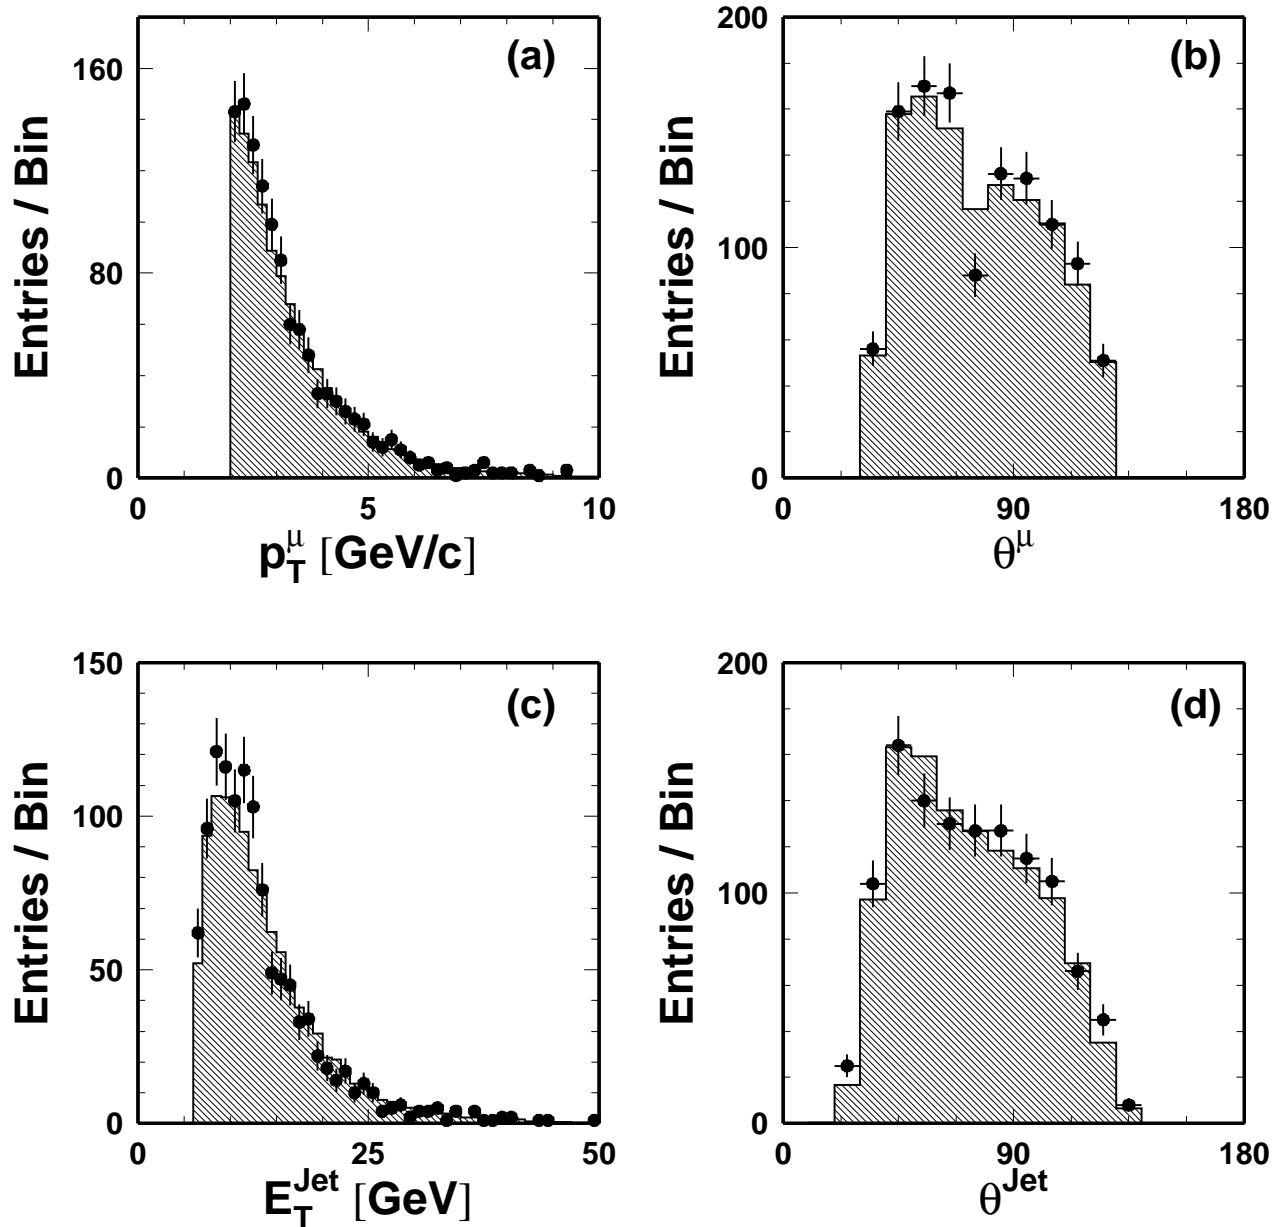 (a)
Entries / Bin
160
80
0
0 5 10
p_T^μ [GeV/c]
(b)
Entries / Bin
200
100
0
0 90 180
θ^μ
(c)
Entries / Bin
150
100
50
0
0 25 50
E_T^Jet [GeV]
(d)
Entries / Bin
200
100
0
0 90 180
θ^Jet